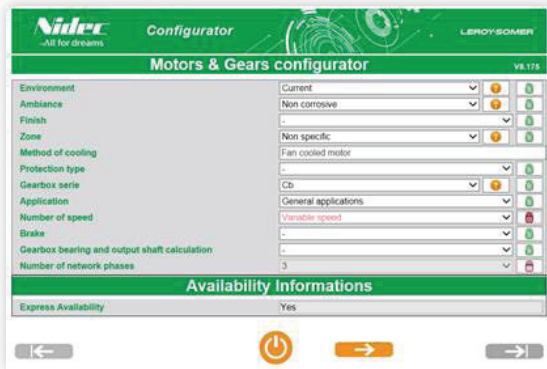 Nidec
-All for dreams
Configurator
LEROY-SOMER
Motors & Gears configurator
V8.175
Environment Current
Ambiance Non corrosive
Finish -
Zone Non specific
Method of cooling Fan cooled motor
Protection type -
Gearbox serie Cb
Application General applications
Number of speed Variable speed
Brake -
Gearbox bearing and output shaft calculation -
Number of network phases 3
Availability Informations
Express Availability Yes